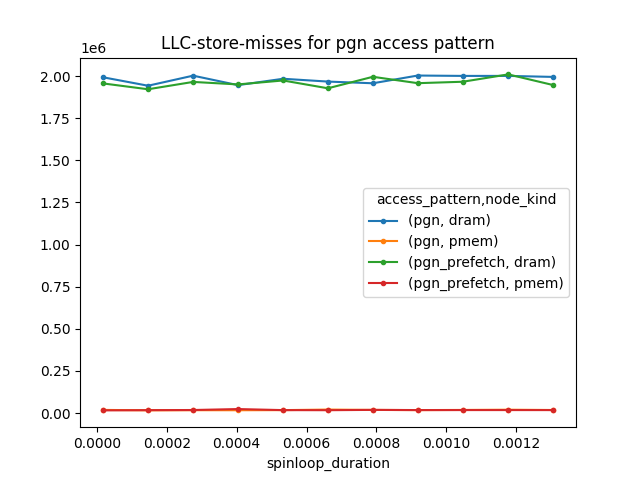 LLC-store-misses for pgn access pattern
1e6
2.00
1.75
1.50
1.25
1.00
0.75
0.50
0.25
0.00
access_pattern,node_kind
(pgn, dram)
(pgn, pmem)
(pgn_prefetch, dram)
(pgn_prefetch, pmem)
0.0000 0.0002 0.0004 0.0006 0.0008 0.0010 0.0012
spinloop_duration